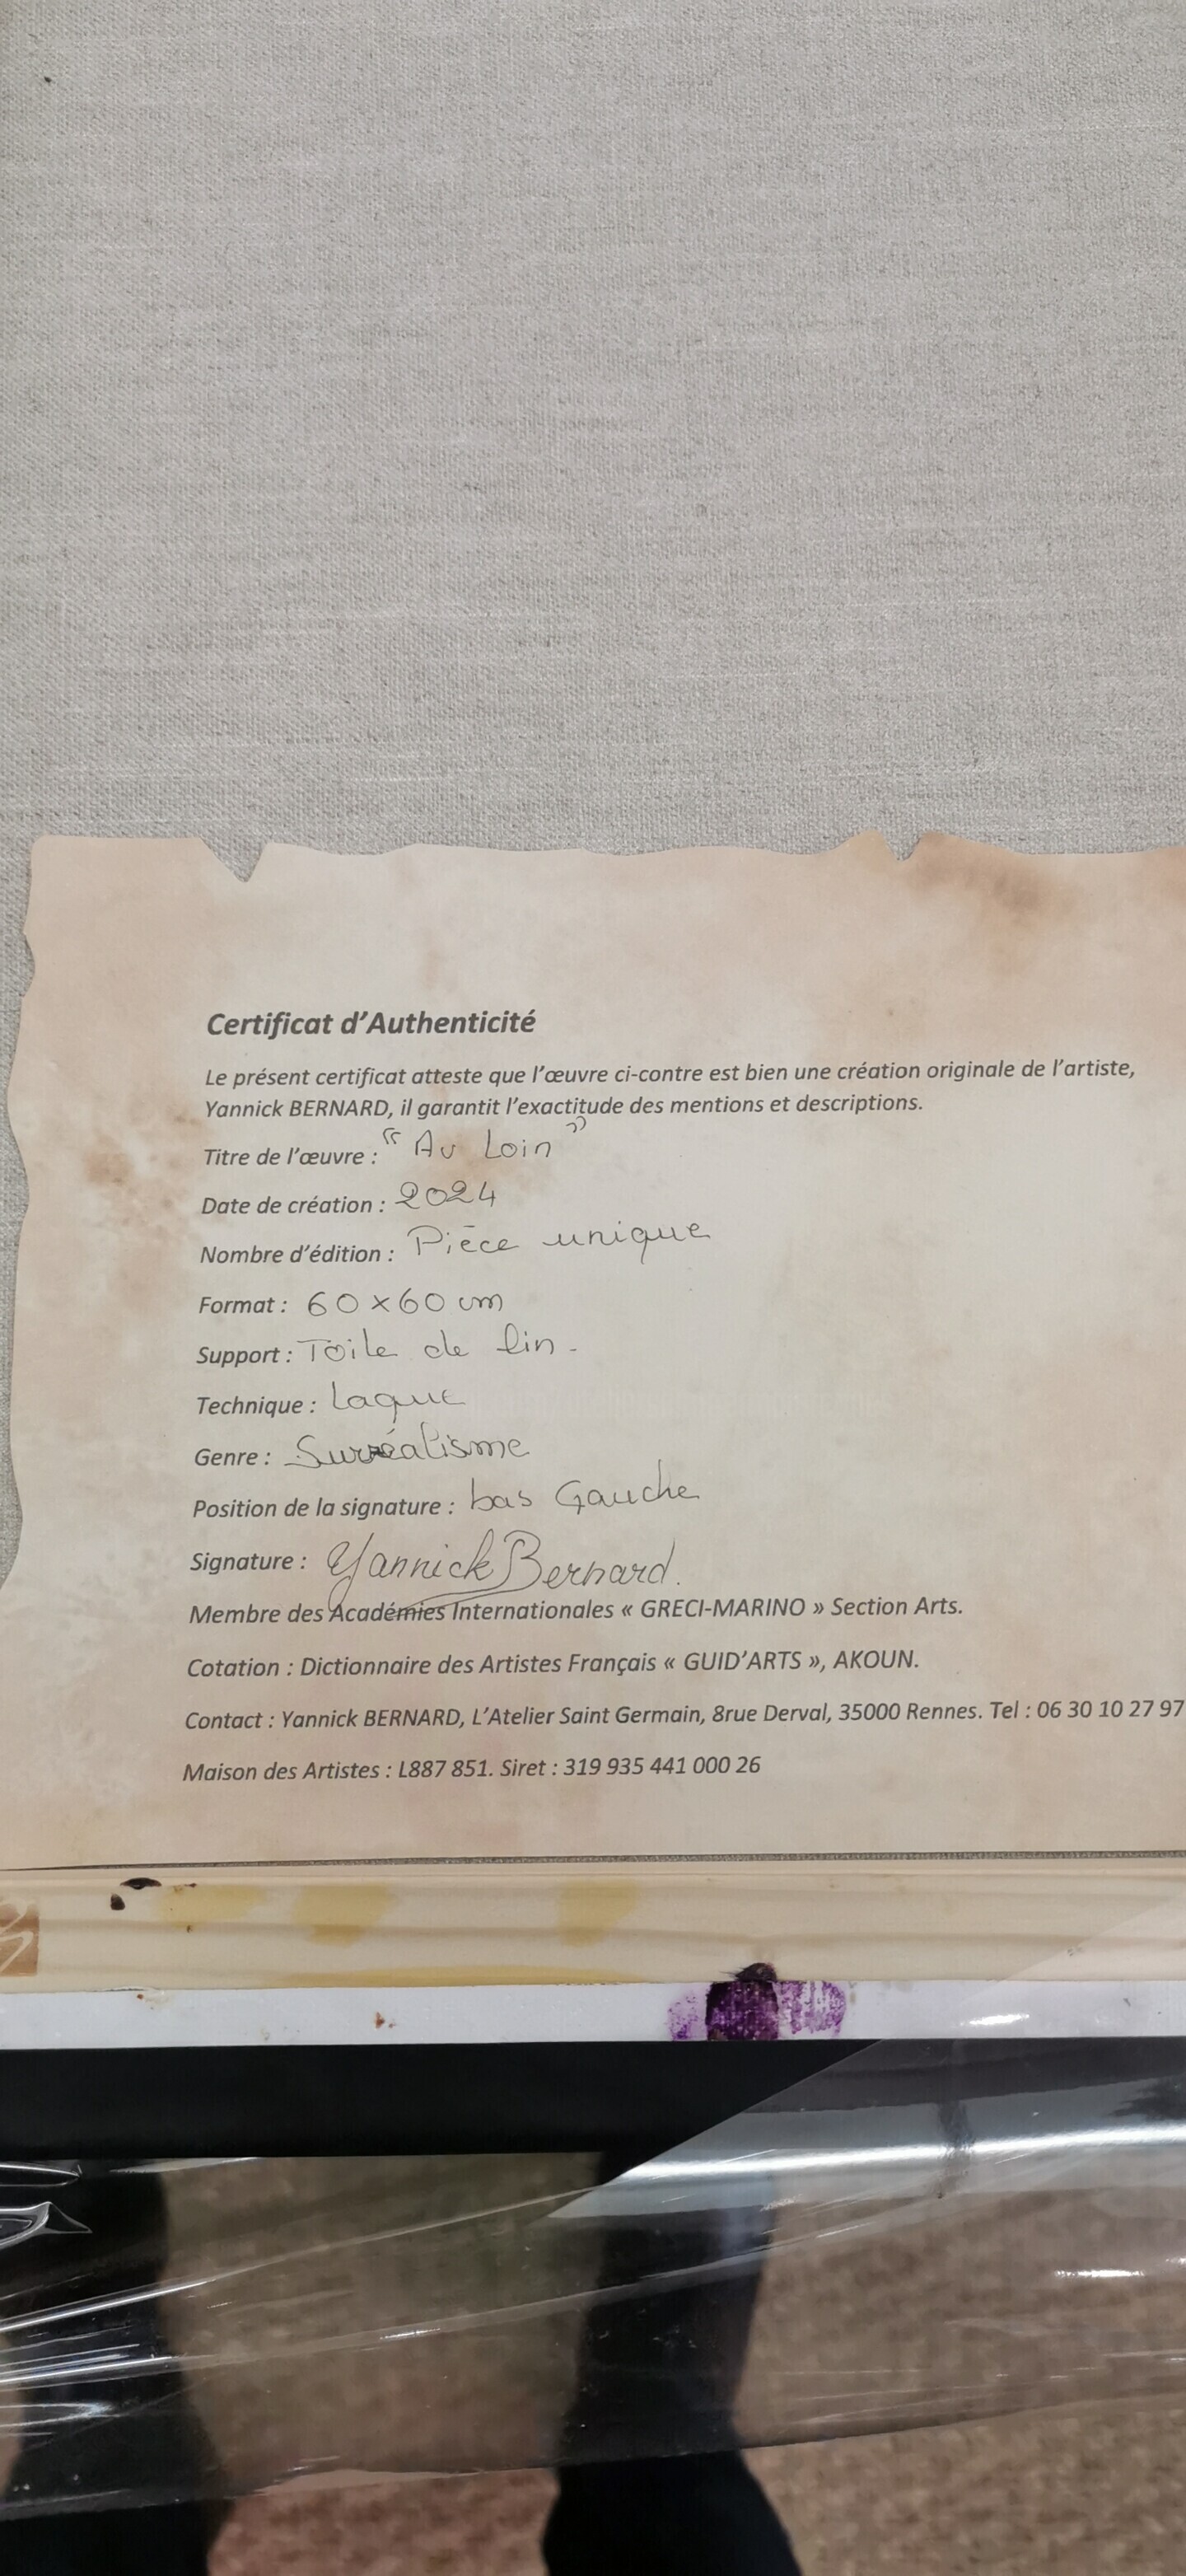 Certificat d'Authenticité
Le présent certificat atteste que l'œuvre ci-contre est bien une création originale de l'artiste,
Yannick BERNARD, il garantit l'exactitude des mentions et descriptions.
Titre de l'œuvre : "Au Loin"
Date de création : 2024
Nombre d'édition : Pièce unique
Format : 60 x 60 cm
Support : Toile de lin -
Technique : Laque
Genre : Surréalisme
Position de la signature : bas Gauche
Signature : Yannick Bernard.
Membre des Académies Internationales « GRECI-MARINO » Section Arts.
Cotation : Dictionnaire des Artistes Français « GUID'ARTS », AKOUN.
Contact : Yannick BERNARD, L'Atelier Saint Germain, 8rue Derval, 35000 Rennes. Tel : 06 30 10 27 97
Maison des Artistes : L887 851. Siret : 319 935 441 000 26